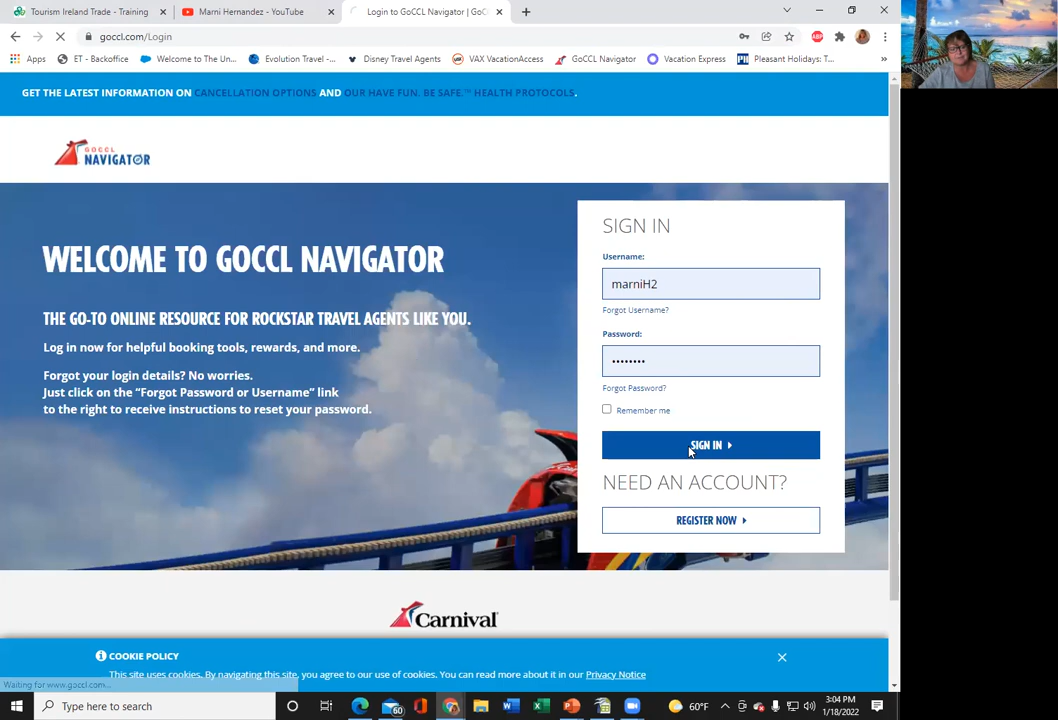 Tourism Ireland Trade - Training
Marni Hernandez - YouTube
Login to GoCCL Navigator | GoC
goccl.com/Login
ABP
Apps
ET - Backoffice
Welcome to The Un...
Evolution Travel -...
Disney Travel Agents
VAX VacationAccess
GoCCL Navigator
Vacation Express
Pleasant Holidays: T...
»
GET THE LATEST INFORMATION ON CANCELLATION OPTIONS AND OUR HAVE FUN. BE SAFE.™ HEALTH PROTOCOLS.
GOCCL
NAVIGATOR
WELCOME TO GOCCL NAVIGATOR
THE GO-TO ONLINE RESOURCE FOR ROCKSTAR TRAVEL AGENTS LIKE YOU.
Log in now for helpful booking tools, rewards, and more.
Forgot your login details? No worries.
Just click on the “Forgot Password or Username” link
to the right to receive instructions to reset your password.
SIGN IN
Username:
marniH2
Forgot Username?
Password:
••••••••
Forgot Password?
Remember me
SIGN IN
NEED AN ACCOUNT?
REGISTER NOW
Carnival
COOKIE POLICY
This site uses cookies. By navigating this site, you agree to our use of cookies. You can read more about it in our Privacy Notice
Waiting for www.goccl.com...
Type here to search
60
60°F
3:04 PM
1/18/2022